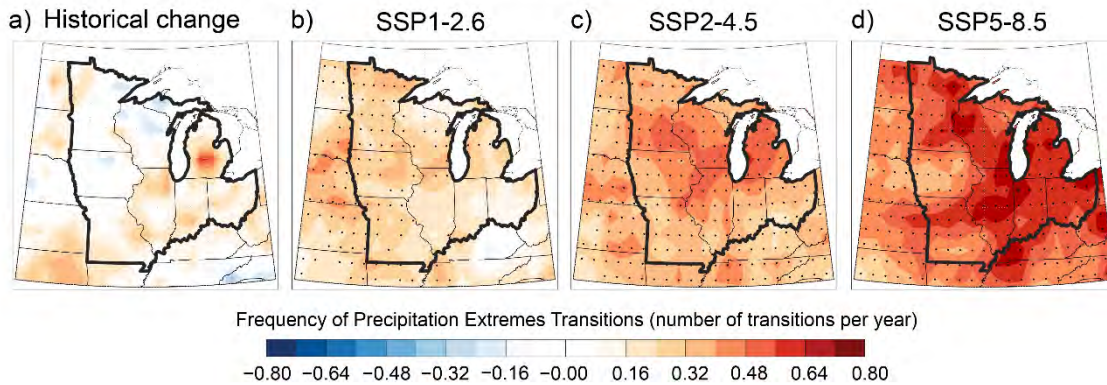 a) Historical change
b) SSP1-2.6
c) SSP2-4.5
d) SSP5-8.5
Frequency of Precipitation Extremes Transitions (number of transitions per year)
−0.80 −0.64 −0.48 −0.32 −0.16 −0.00 0.16 0.32 0.48 0.64 0.80